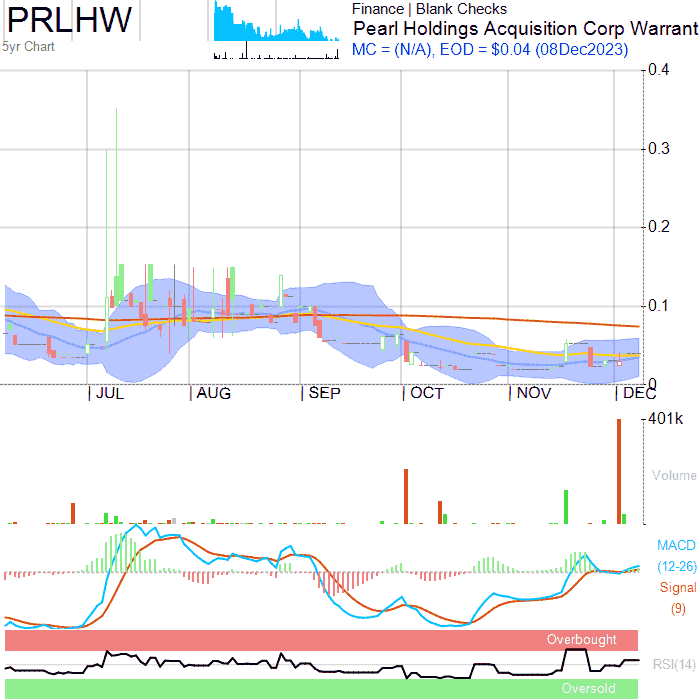 PRLHW
Finance | Blank Checks
Pearl Holdings Acquisition Corp Warrant
5yr Chart
MC = (N/A), EOD = $0.04 (08Dec2023)
0.4
0.3
0.2
0.1
0
JUL AUG SEP OCT NOV DEC
401k
Volume
MACD
(12-26)
Signal
(9)
Overbought
RSI(14)
Oversold